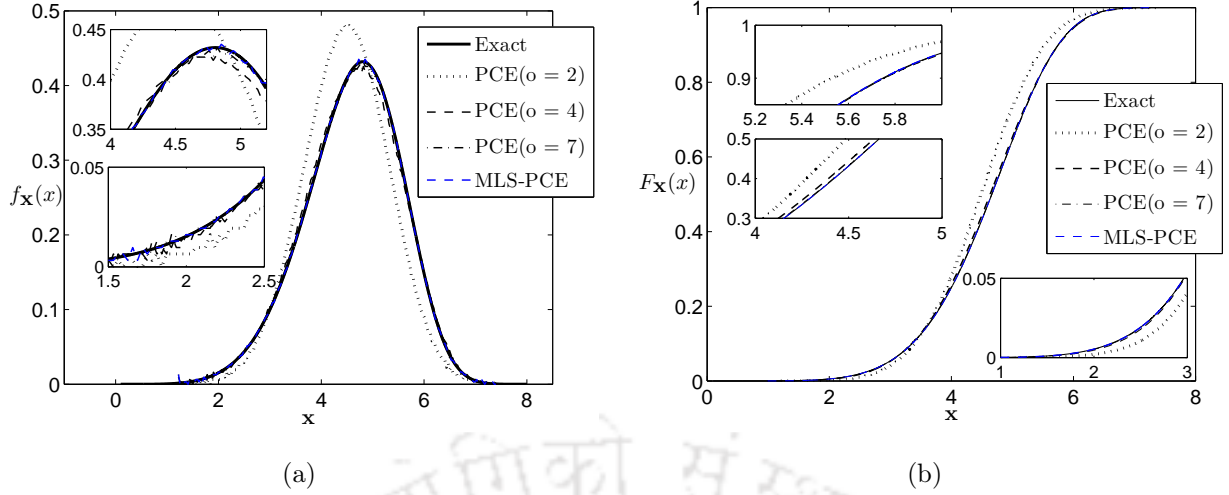 0.5
0.4
0.3
0.2
0.1
0
f_X(x)
0 2 4 6 8
x
0.45
0.4
0.35
4 4.5 5
0.05
0
1.5 2 2.5
Exact
PCE(o = 2)
PCE(o = 4)
PCE(o = 7)
MLS-PCE
(a)
1
0.8
0.6
0.4
0.2
0
F_X(x)
0 2 4 6 8
x
0.9
5.2 5.4 5.6 5.8
0.5
0.4
0.3
4 4.5 5
0.05
0
1 2 3
Exact
PCE(o = 2)
PCE(o = 4)
PCE(o = 7)
MLS-PCE
(b)